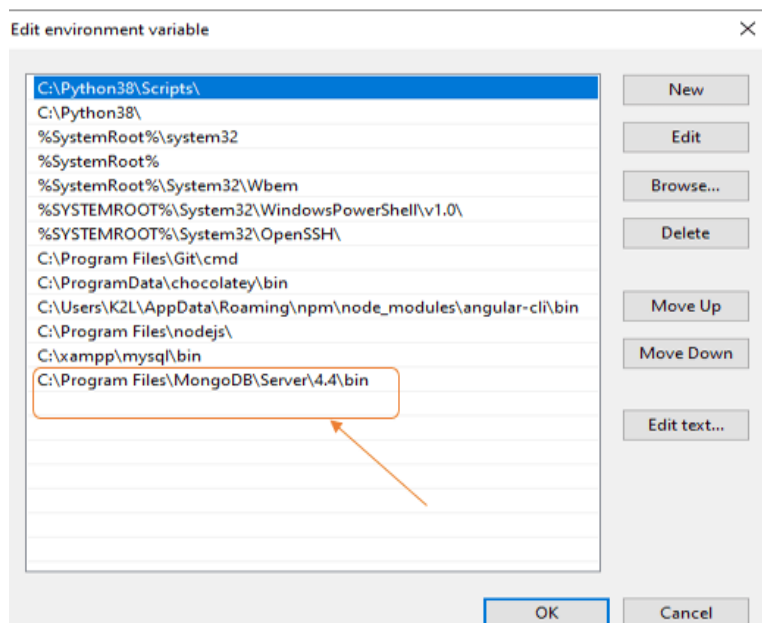 Edit environment variable
C:\Python38\Scripts\
C:\Python38\
%SystemRoot%\system32
%SystemRoot%
%SystemRoot%\System32\Wbem
%SYSTEMROOT%\System32\WindowsPowerShell\v1.0\
%SYSTEMROOT%\System32\OpenSSH\
C:\Program Files\Git\cmd
C:\ProgramData\chocolatey\bin
C:\Users\K2L\AppData\Roaming\npm\node_modules\angular-cli\bin
C:\Program Files\nodejs\
C:\xampp\mysql\bin
C:\Program Files\MongoDB\Server\4.4\bin
New
Edit
Browse...
Delete
Move Up
Move Down
Edit text...
OK
Cancel